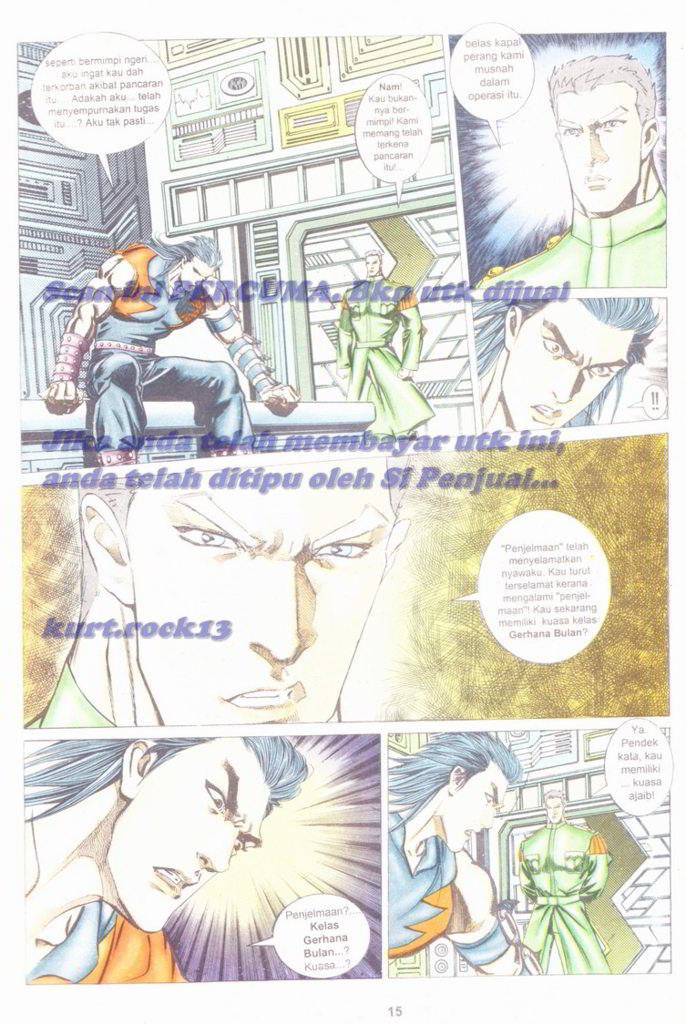 seperti bermimpi ngeri....
aku ingat kau dah
terkorban akibat pancaran
itu.... Adakah aku... telah
menyempurnakan tugas
itu....? Aku tak pasti...
Nam!
Kau bukan-
nya ber-
mimpi! Kami
memang telah
terkena
pancaran
itu!..
belas kapal
perang kami
musnah
dalam
operasi itu.
Scan ini PERCUMA. Bkn utk dijual
!!
Jika anda telah membayar utk ini,
anda telah ditipu oleh Si Penjual...
"Penjelmaan" telah
menyelamatkan
nyawaku. Kau turut
terselamat kerana
mengalami "penjel-
maan"! Kau sekarang
memiliki kuasa kelas
Gerhana Bulan?
kurt.rock13
Penjelmaan?....
Kelas
Gerhana
Bulan...?
Kuasa...?
Ya.
Pendek
kata, kau
memiliki
... kuasa
ajaib!
15